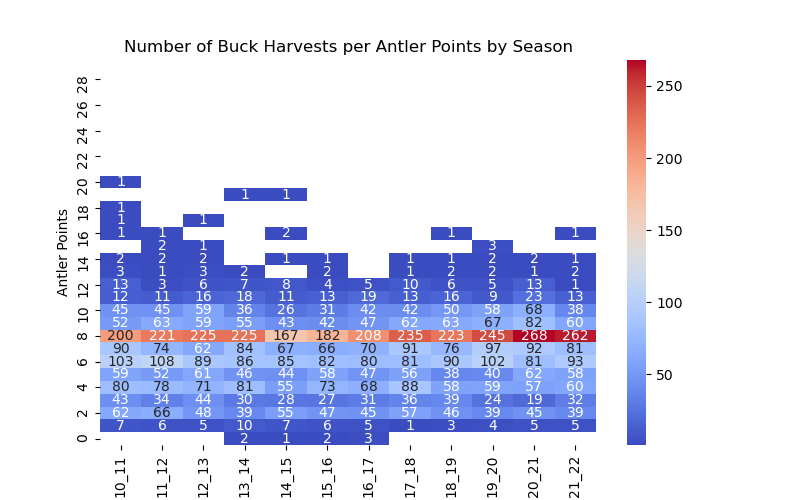 Number of Buck Harvests per Antler Points by Season
28
26
24
22
20 1
1 1
18 1
1 1
16 1 1 2 1 1
2 1 3
14 2 2 2 1 1 1 1 2 2 1
3 1 3 2 2 1 2 2 1 2
12 13 3 6 7 8 4 5 10 6 5 13 1
12 11 16 18 11 13 19 13 16 9 23 13
10 45 45 59 36 26 31 42 42 50 58 68 38
52 63 59 55 43 42 47 62 63 67 82 60
8 200 221 225 225 167 182 208 235 223 245 268 262
90 74 62 84 67 66 70 91 76 97 92 81
6 103 108 89 86 85 82 80 81 90 102 81 93
59 52 61 46 44 58 47 56 38 40 62 58
4 80 78 71 81 55 73 68 88 58 59 57 60
43 34 44 30 28 27 31 36 39 24 19 32
2 62 66 48 39 55 47 45 57 46 39 45 39
7 6 5 10 7 6 5 1 3 4 5 5
0 2 1 2 3
Antler Points
10_11 11_12 12_13 13_14 14_15 15_16 16_17 17_18 18_19 19_20 20_21 21_22
250
200
150
100
50